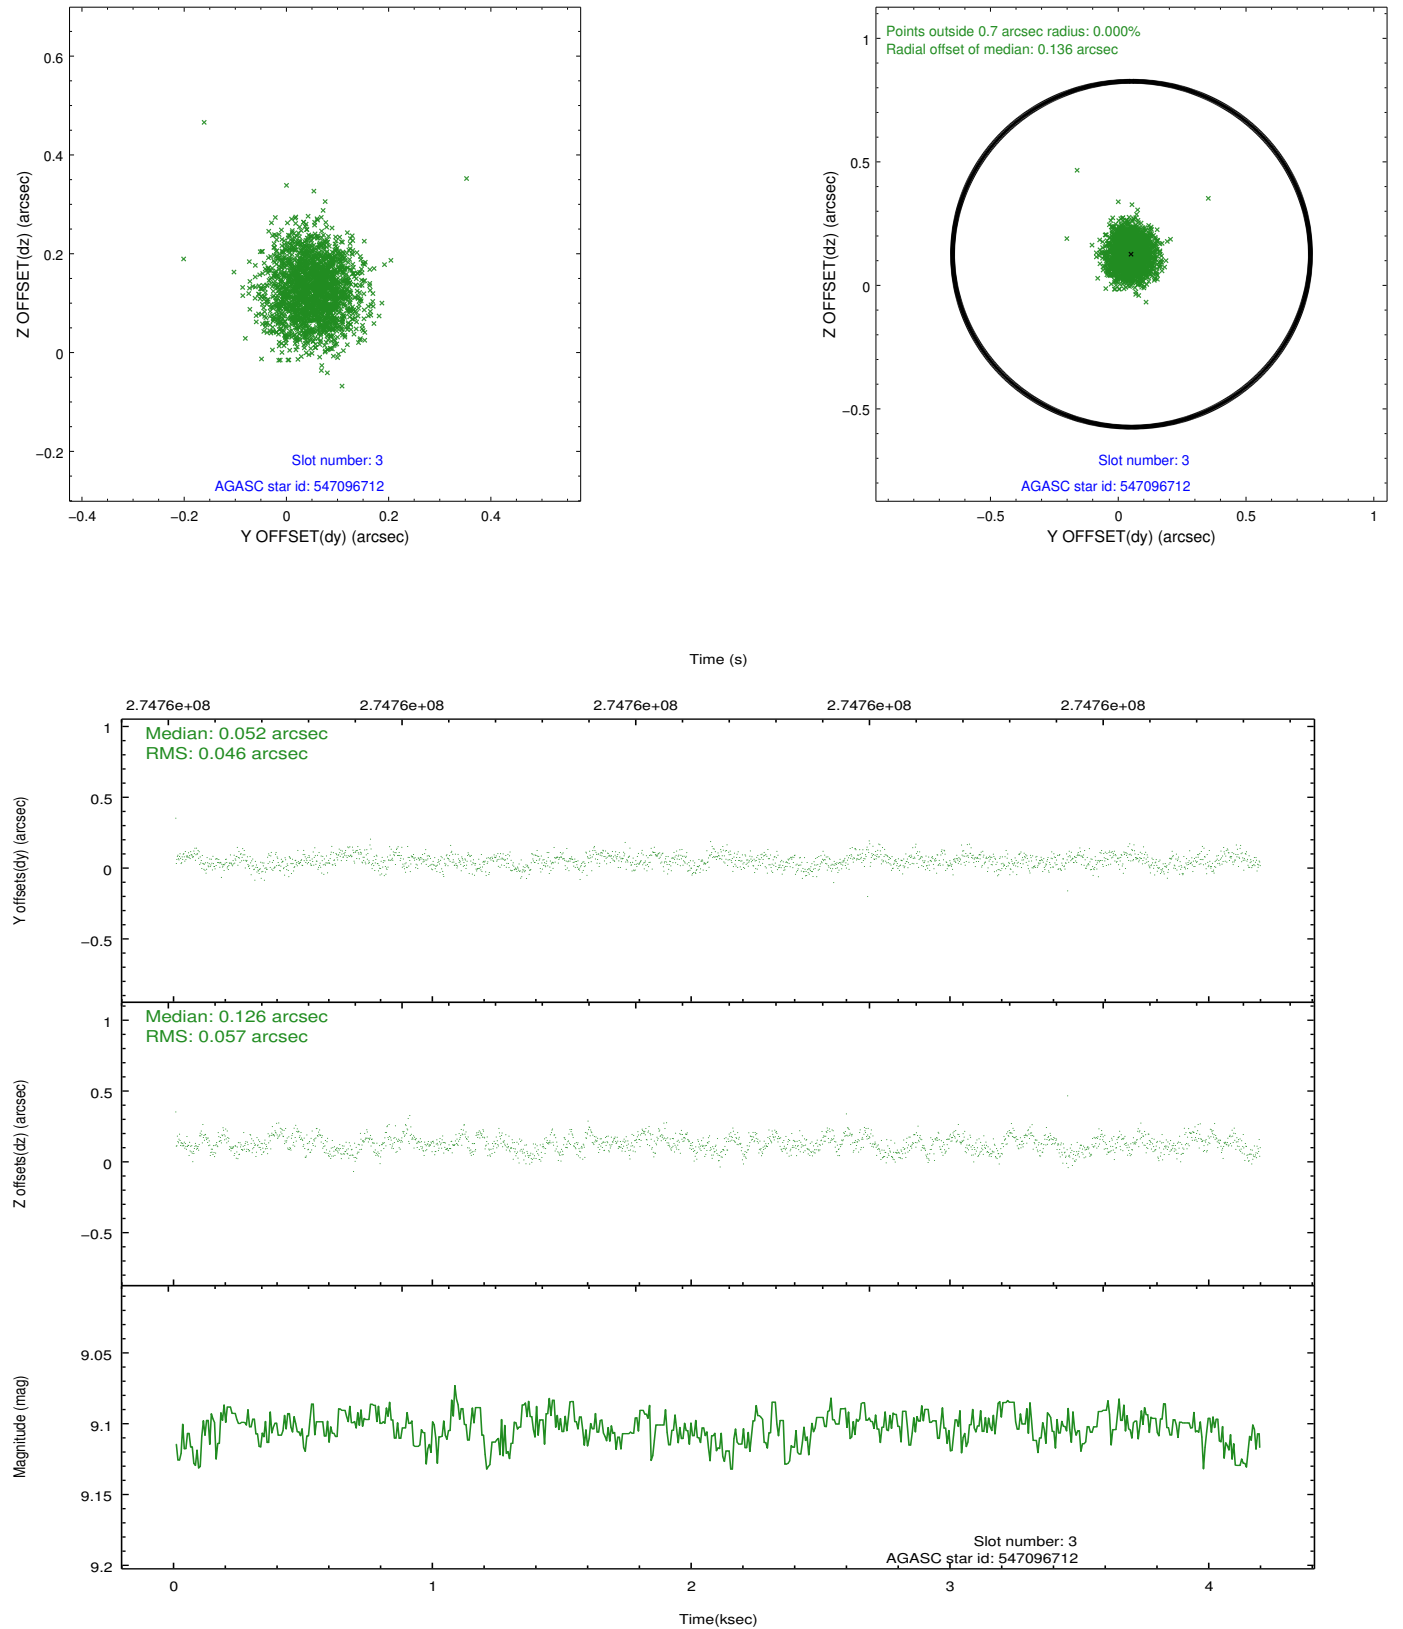 0.6
0.4
0.2
0
−0.2
Z OFFSET(dz) (arcsec)
Slot number: 3
AGASC star id: 547096712
−0.4 −0.2 0 0.2 0.4
Y OFFSET(dy) (arcsec)
Points outside 0.7 arcsec radius: 0.000%
Radial offset of median: 0.136 arcsec
1
0.5
0
−0.5
Z OFFSET(dz) (arcsec)
Slot number: 3
AGASC star id: 547096712
−0.5 0 0.5 1
Y OFFSET(dy) (arcsec)
Time (s)
2.7476e+08 2.7476e+08 2.7476e+08 2.7476e+08 2.7476e+08
Median: 0.052 arcsec
RMS: 0.046 arcsec
1
0.5
0
−0.5
Y offsets(dy) (arcsec)
Median: 0.126 arcsec
RMS: 0.057 arcsec
1
0.5
0
−0.5
Z offsets(dz) (arcsec)
9.05
9.1
9.15
9.2
Magnitude (mag)
Slot number: 3
AGASC star id: 547096712
0 1 2 3 4
Time(ksec)